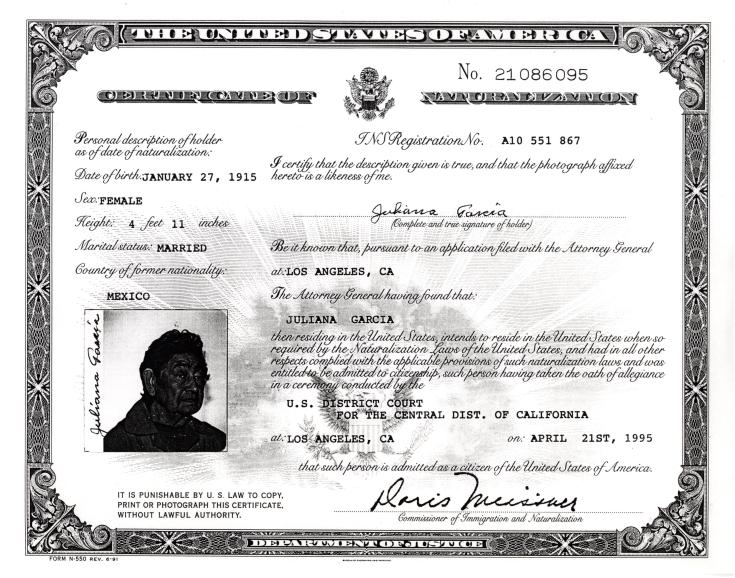 THE UNITED STATES OF AMERICA
No. 21086095
CERTIFICATE OF NATURALIZATION
Personal description of holder
as of date of naturalization:
Date of birth: JANUARY 27, 1915
Sex: FEMALE
Height: 4 feet 11 inches
Marital status: MARRIED
Country of former nationality:
MEXICO
Juliana Garcia
INS Registration No. A10 551 867
I certify that the description given is true, and that the photograph affixed
hereto is a likeness of me.
Juliana Garcia
(Complete and true signature of holder)
Be it known that, pursuant to an application filed with the Attorney General
at: LOS ANGELES, CA
The Attorney General having found that:
JULIANA GARCIA
then residing in the United States, intends to reside in the United States when so
required by the Naturalization Laws of the United States, and had in all other
respects complied with the applicable provisions of such naturalization laws and was
entitled to be admitted to citizenship, such person having taken the oath of allegiance
in a ceremony conducted by the
U.S. DISTRICT COURT
FOR THE CENTRAL DIST. OF CALIFORNIA
at: LOS ANGELES, CA on: APRIL 21ST, 1995
that such person is admitted as a citizen of the United States of America.
Doris Meissner
Commissioner of Immigration and Naturalization
IT IS PUNISHABLE BY U. S. LAW TO COPY,
PRINT OR PHOTOGRAPH THIS CERTIFICATE,
WITHOUT LAWFUL AUTHORITY.
DEPARTMENT OF JUSTICE
FORM N-550 REV. 6-91